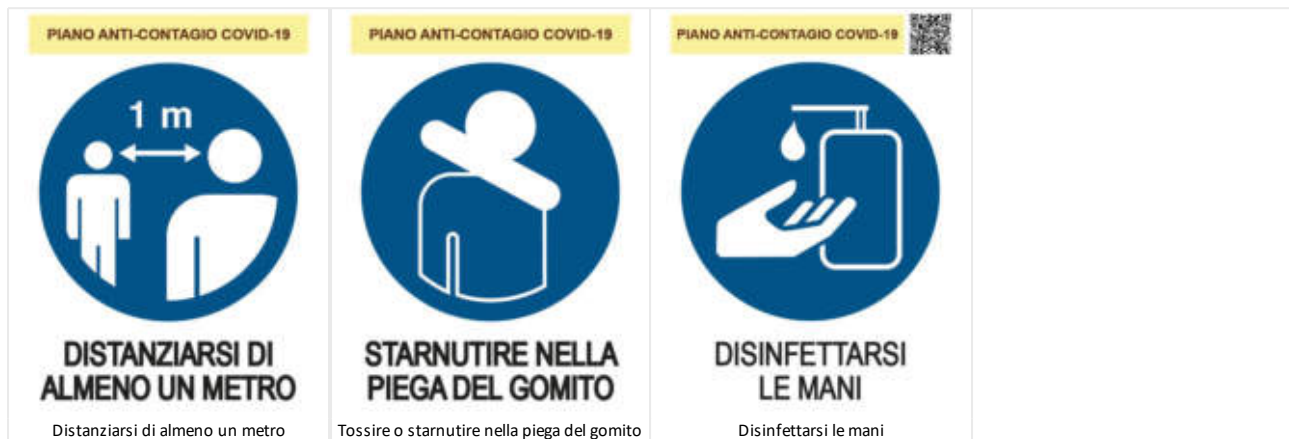 PIANO ANTI-CONTAGIO COVID-19
1 m
DISTANZIARSI DI
ALMENO UN METRO
Distanziarsi di almeno un metro
PIANO ANTI-CONTAGIO COVID-19
STARNUTIRE NELLA
PIEGA DEL GOMITO
Tossire o starnutire nella piega del gomito
PIANO ANTI-CONTAGIO COVID-19
DISINFETTARSI
LE MANI
Disinfettarsi le mani